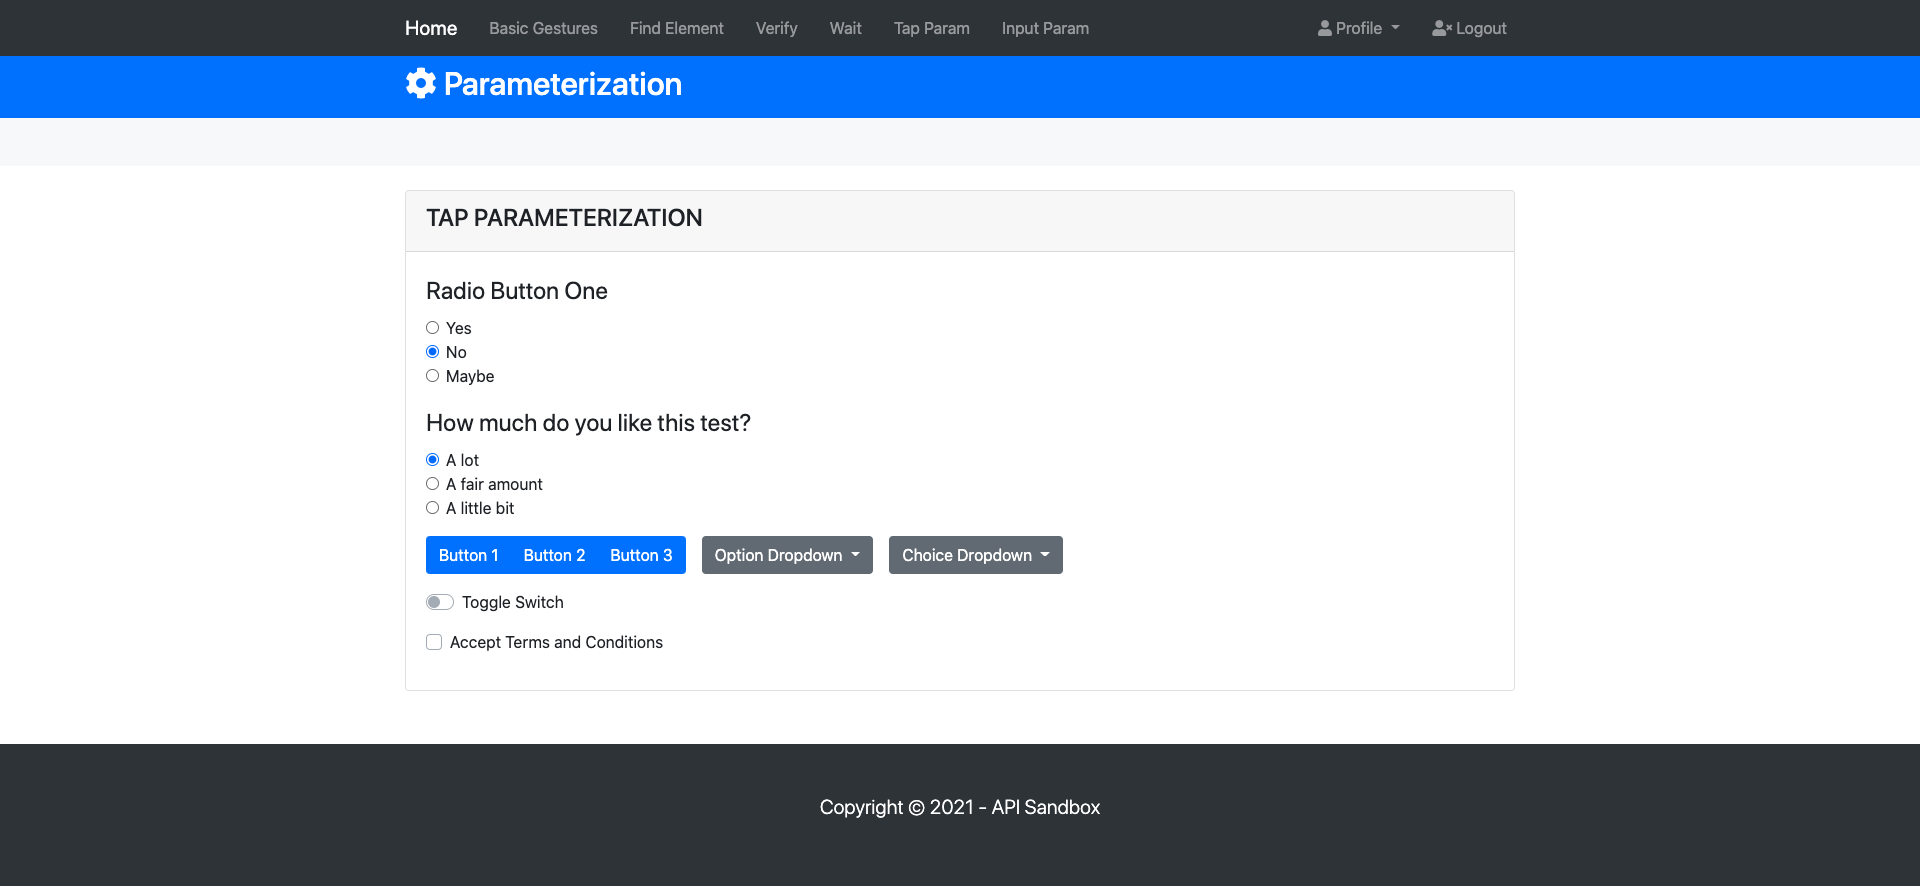 Home Basic Gestures Find Element Verify Wait Tap Param Input Param Profile Logout
Parameterization
TAP PARAMETERIZATION
Radio Button One
Yes
No
Maybe
How much do you like this test?
A lot
A fair amount
A little bit
Button 1 Button 2 Button 3 Option Dropdown Choice Dropdown
Toggle Switch
Accept Terms and Conditions
Copyright © 2021 - API Sandbox